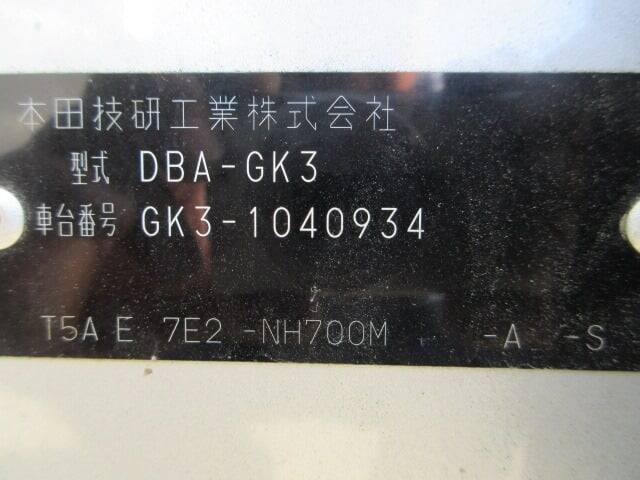 本田技研工業株式会社
型式 DBA-GK3
車台番号 GK3-1040934
T5A E 7E2 -NH700M -A -S